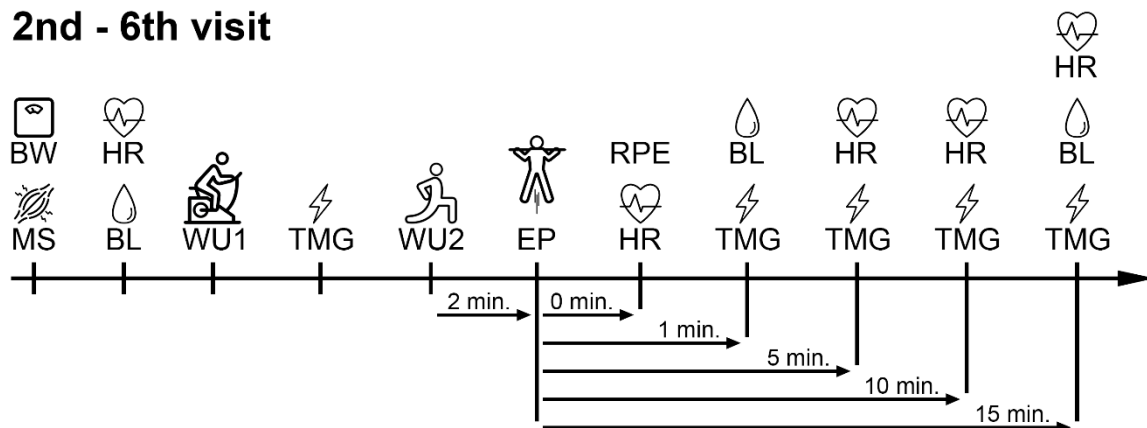 2nd - 6th visit
HR
BW HR RPE BL HR HR BL
MS BL WU1 TMG WU2 EP HR TMG TMG TMG TMG
2 min. 0 min.
1 min.
5 min.
10 min.
15 min.